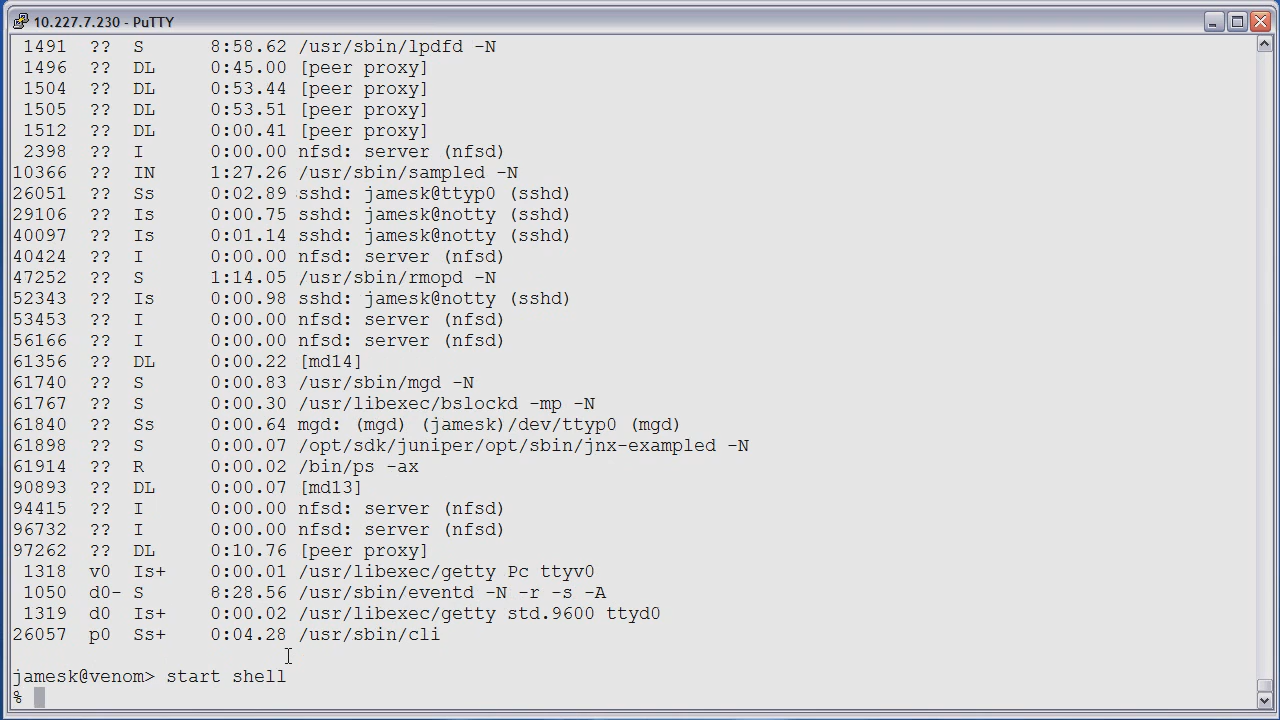 10.227.7.230 - PuTTY
1491 ?? S 8:58.62 /usr/sbin/lpdfd -N
1496 ?? DL 0:45.00 [peer proxy]
1504 ?? DL 0:53.44 [peer proxy]
1505 ?? DL 0:53.51 [peer proxy]
1512 ?? DL 0:00.41 [peer proxy]
2398 ?? I 0:00.00 nfsd: server (nfsd)
10366 ?? IN 1:27.26 /usr/sbin/sampled -N
26051 ?? Ss 0:02.89 sshd: jamesk@ttyp0 (sshd)
29106 ?? Is 0:00.75 sshd: jamesk@notty (sshd)
40097 ?? Is 0:01.14 sshd: jamesk@notty (sshd)
40424 ?? I 0:00.00 nfsd: server (nfsd)
47252 ?? S 1:14.05 /usr/sbin/rmopd -N
52343 ?? Is 0:00.98 sshd: jamesk@notty (sshd)
53453 ?? I 0:00.00 nfsd: server (nfsd)
56166 ?? I 0:00.00 nfsd: server (nfsd)
61356 ?? DL 0:00.22 [md14]
61740 ?? S 0:00.83 /usr/sbin/mgd -N
61767 ?? S 0:00.30 /usr/libexec/bslockd -mp -N
61840 ?? Ss 0:00.64 mgd: (mgd) (jamesk)/dev/ttyp0 (mgd)
61898 ?? S 0:00.07 /opt/sdk/juniper/opt/sbin/jnx-exampled -N
61914 ?? R 0:00.02 /bin/ps -ax
90893 ?? DL 0:00.07 [md13]
94415 ?? I 0:00.00 nfsd: server (nfsd)
96732 ?? I 0:00.00 nfsd: server (nfsd)
97262 ?? DL 0:10.76 [peer proxy]
1318 v0 Is+ 0:00.01 /usr/libexec/getty Pc ttyv0
1050 d0- S 8:28.56 /usr/sbin/eventd -N -r -s -A
1319 d0 Is+ 0:00.02 /usr/libexec/getty std.9600 ttyd0
26057 p0 Ss+ 0:04.28 /usr/sbin/cli
jamesk@venom> start shell
%